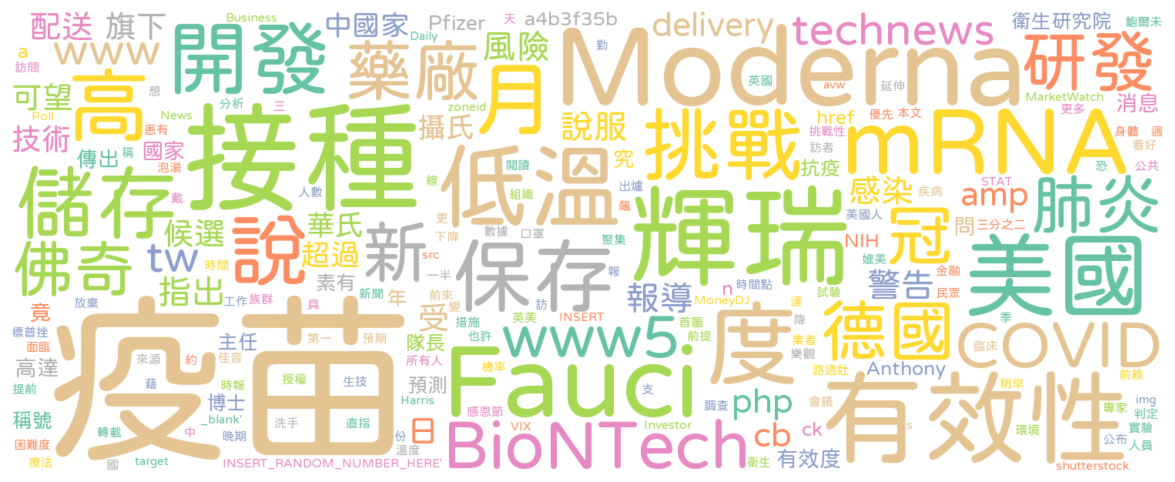 配送
旗下
Business
中國家
Daily
Pfizer
天
a4b3f35b
勤
delivery
technews
衛生研究院
鮑爾未
a
訪問
www
開發
藥廠
風險
Moderna
英國
avw
延伸
研發
可望
Poll
高
想
News
分析
三
zoneid
月
優先
本文
MarketWatch
更多
消息
技術
患有
接種
攝氏
說服
挑戰
href
挑戰性
訪者
mRNA
身體
週
看好
傳出
稱
國家
泡湯
戴
人數
線
低溫
閱讀
組織
究
出爐
飆
輝瑞
抗疫
感染
疾病
STAT
恐
公共
儲存
候選
華氏
更
下降
數據
口罩
聚集
美國人
冠
amp
問
三分之二
肺炎
佛奇
tw
時間
說
超過
新
src
一半
保存
報
NIH
媲美
金融
美國
指出
素有
報導
n
時間點
試驗
警告
民眾
竟
放棄
工作
族群
具
新聞
年
前來
變
訪
INSERT
MoneyDJ
達
季
標普挫
面臨
疫苗
主任
第一
預期
受
措施
也許
英美
www5
首圖
前提
度
降
業者
樂觀
德國
臨床
COVID
高達
來源
約
佳音
隊長
所有人
Fauci
機率
路透社
Anthony
稍早
前線
提前
藉
時報
授權
生技
預測
支
稱號
博士
_blank'
洗手
直指
Harris
感恩節
調查
php
會議
有效性
s
專家
img
判定
轉載
中
晚期
份
日
VIX
Investor
cb
ck
環境
公布
實驗
困難度
溫度
BioNTech
人員
療法
國
target
INSERT_RANDOM_NUMBER_HERE'
衛生
有效度
shutterstock